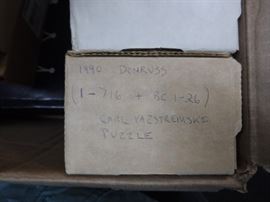 1990 DONRUSS
(1-716 + BC 1-26)
CARL YAZSTREMSKI
PUZZLE